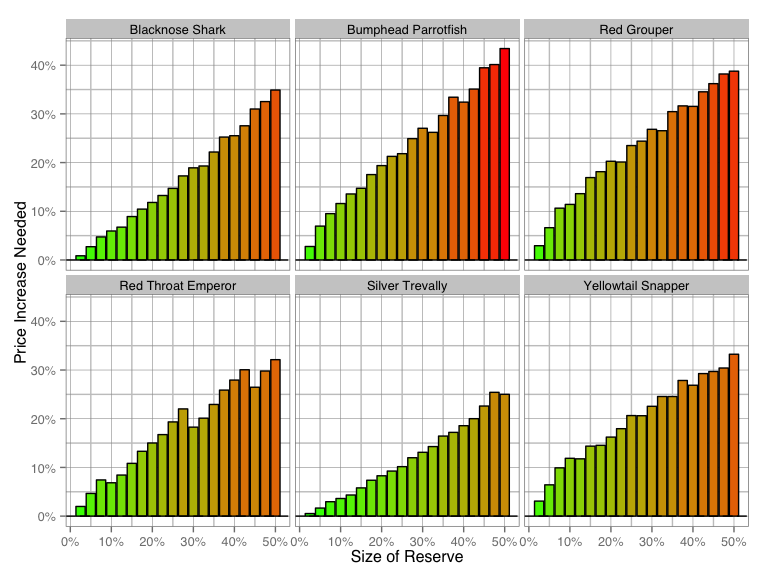 Blacknose Shark Bumphead Parrotfish Red Grouper
40%
30%
20%
10%
0%
Price Increase Needed
Red Throat Emperor Silver Trevally Yellowtail Snapper
40%
30%
20%
10%
0%
0% 10% 20% 30% 40% 50% 0% 10% 20% 30% 40% 50% 0% 10% 20% 30% 40% 50%
Size of Reserve